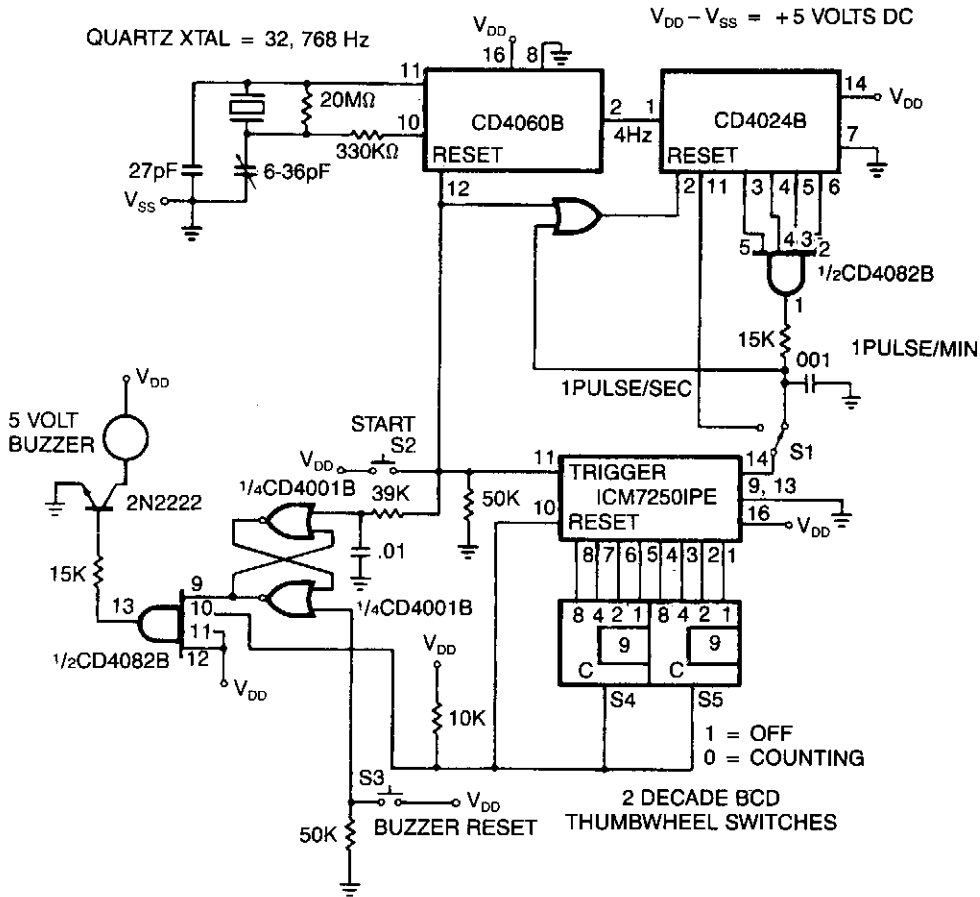 QUARTZ XTAL = 32, 768 Hz
V_DD – V_SS = +5 VOLTS DC
V_DD
16
8
11
20MΩ
10
330KΩ
CD4060B
RESET
12
2
1
4Hz
CD4024B
RESET
14
V_DD
7
27pF
6-36pF
V_SS
2
11
3
4
5
6
5
4
3
2
1/2CD4082B
1
15K
1PULSE/MIN
001
1PULSE/SEC
S1
V_DD
5 VOLT
BUZZER
2N2222
START
S2
V_DD
1/4CD4001B
39K
50K
.01
11
TRIGGER
ICM7250IPE
10
RESET
14
9, 13
16
V_DD
8
7
6
5
4
3
2
1
15K
13
9
10
11
12
1/2CD4082B
V_DD
1/4CD4001B
V_DD
10K
8
4
2
1
8
4
2
1
9
9
C
C
S4
S5
1 = OFF
0 = COUNTING
S3
V_DD
BUZZER RESET
50K
2 DECADE BCD
THUMBWHEEL SWITCHES